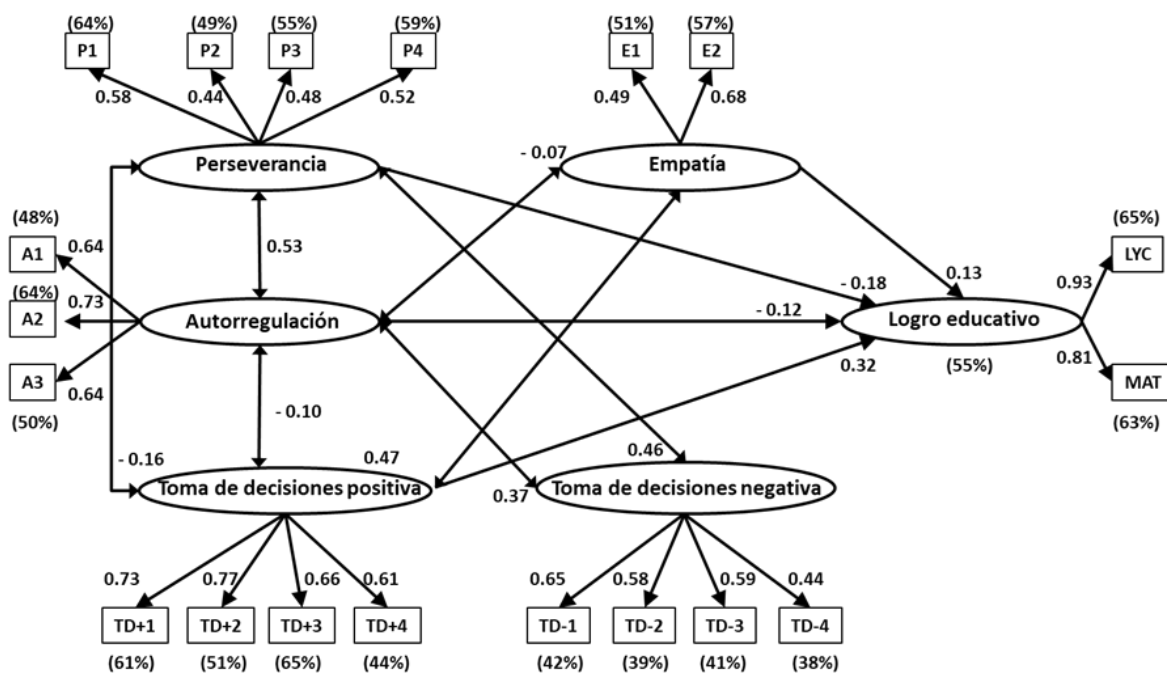 (64%) (49%) (55%) (59%) (51%) (57%)
P1 P2 P3 P4 E1 E2
0.58 0.44 0.48 0.52 0.49 0.68
Perseverancia - 0.07 Empatía
(48%) (65%)
A1 0.64 0.53 LYC
(64%) - 0.18 0.13 0.93
A2 0.73 Autorregulación - 0.12 Logro educativo
A3 0.64 0.32 (55%) 0.81 MAT
(50%) - 0.10 (63%)
- 0.16 0.47 0.46
Toma de decisiones positiva 0.37 Toma de decisiones negativa
0.73 0.77 0.66 0.61 0.65 0.58 0.59 0.44
TD+1 TD+2 TD+3 TD+4 TD-1 TD-2 TD-3 TD-4
(61%) (51%) (65%) (44%) (42%) (39%) (41%) (38%)